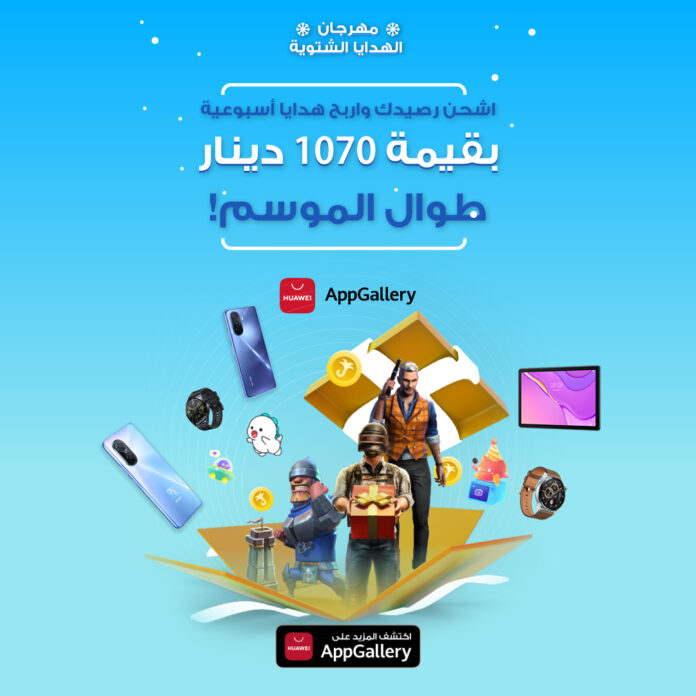 مهرجان
الهدايا الشتوية
اشحن رصيدك واربح هدايا أسبوعية
بقيمة 1070 دينار
طوال الموسم!
HUAWEI AppGallery
اكتشف المزيد على
HUAWEI AppGallery